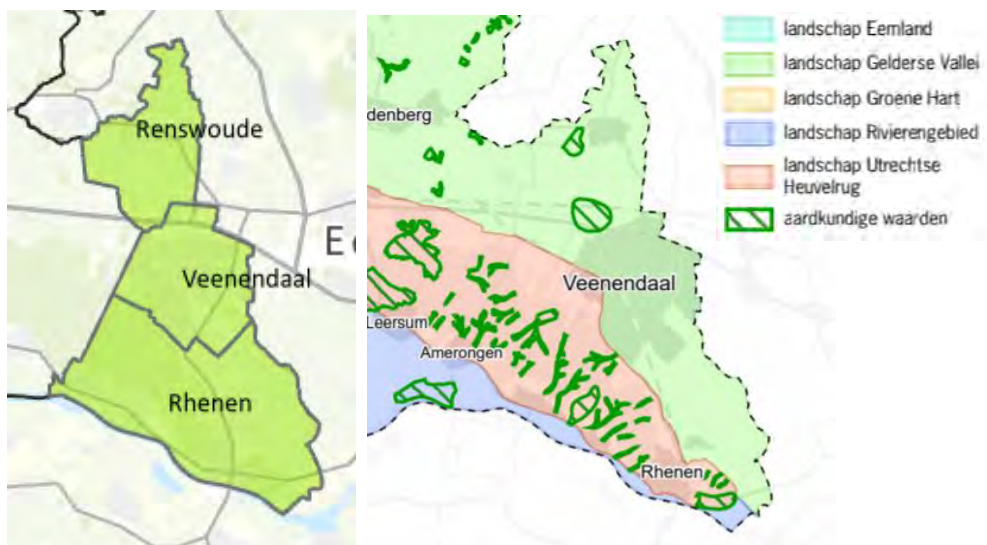 Renswoude
E
Veenendaal
Rhenen
denberg
Veenendaal
Leersum
Amerongen
Rhenen
landschap Eemland
landschap Gelderse Vallei
landschap Groene Hart
landschap Rivierengebied
landschap Utrechtse
Heuvelrug
aardkundige waarden